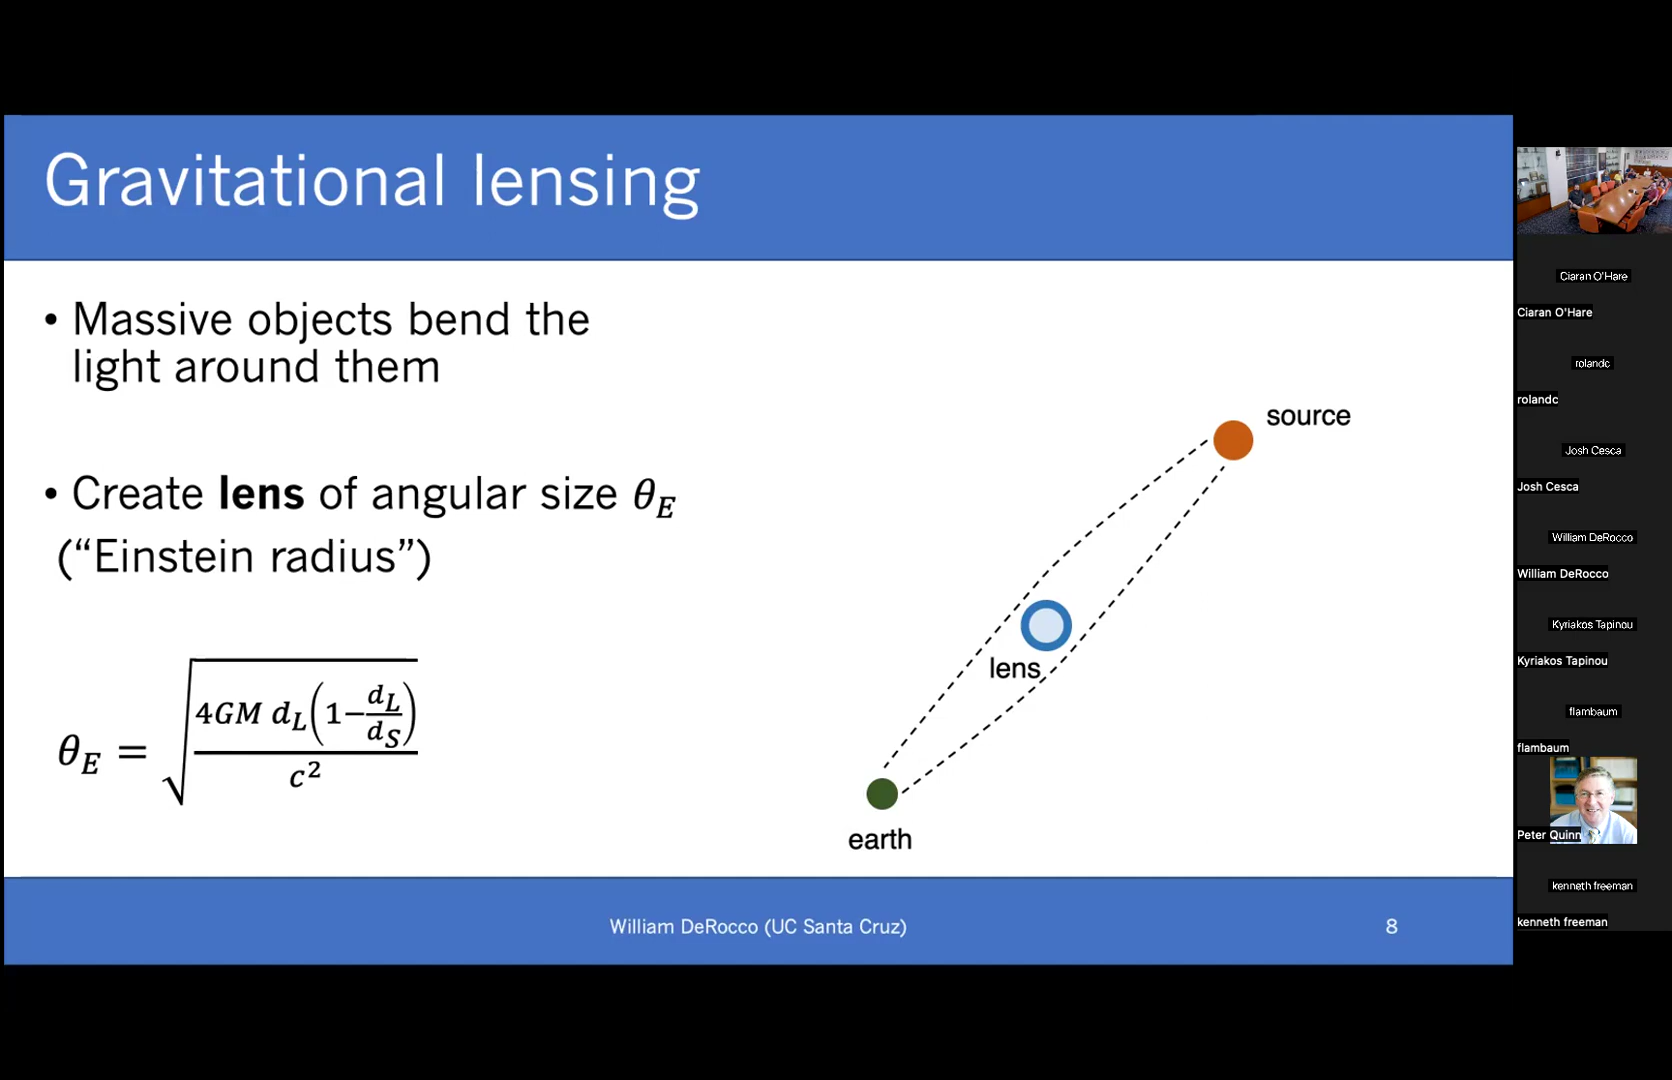 Gravitational lensing
• Massive objects bend the
light around them
• Create lens of angular size θ_E
(“Einstein radius”)
θ_E = √(4GM d_L(1−d_L/d_S)/c²)
source
lens
earth
William DeRocco (UC Santa Cruz)
8
Ciaran O'Hare
Ciaran O'Hare
rolandc
rolandc
Josh Cesca
Josh Cesca
William DeRocco
William DeRocco
Kyriakos Tapinou
Kyriakos Tapinou
flambaum
flambaum
Peter Quinn
kenneth freeman
kenneth freeman